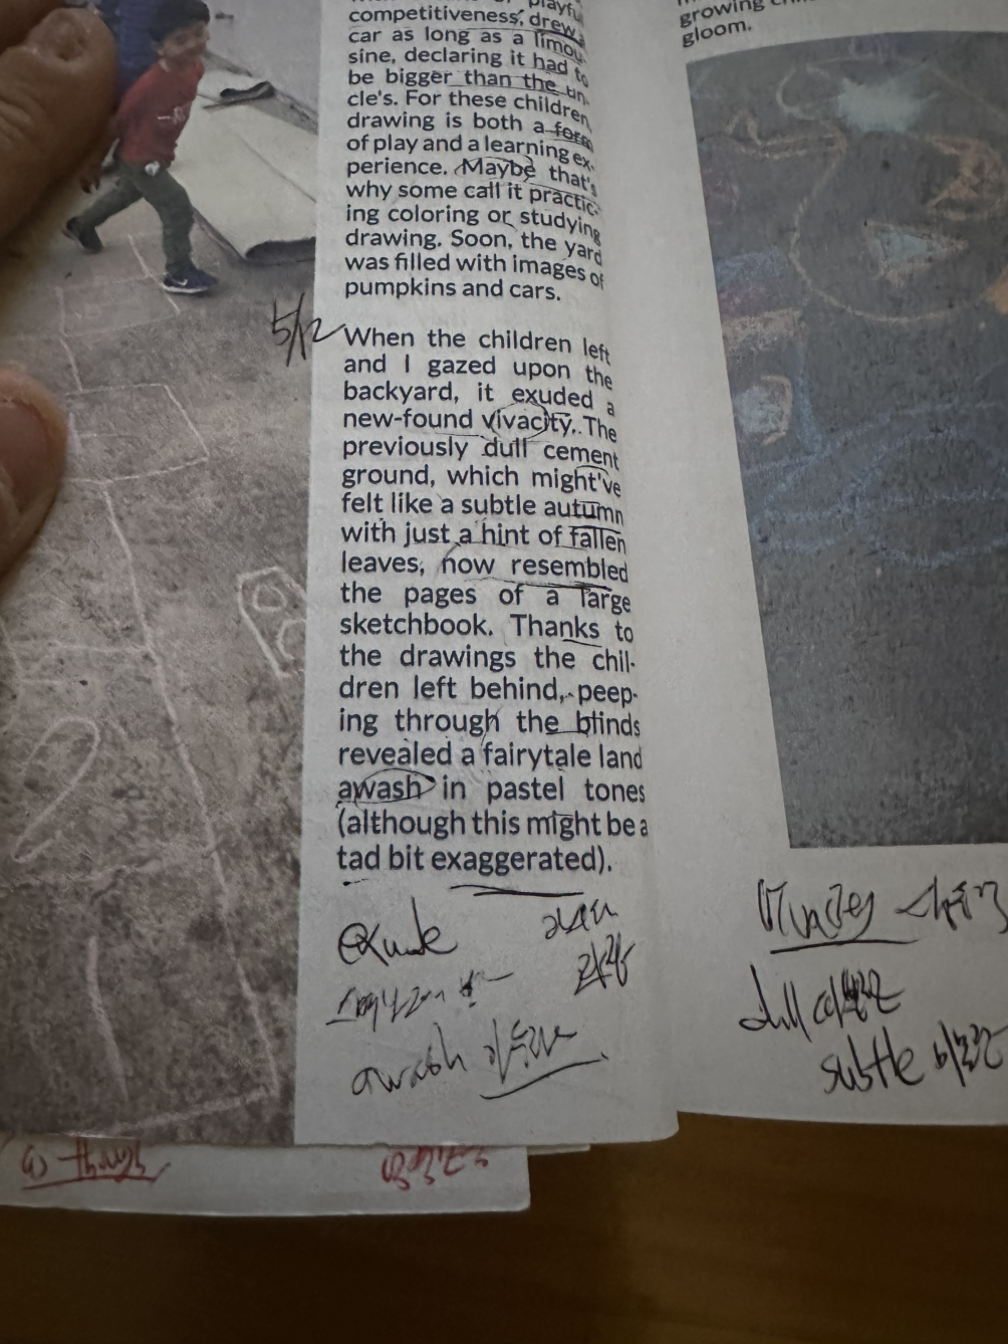 competitiveness, drew a
car as long as a limou-
sine, declaring it had to
be bigger than the un-
cle's. For these children,
drawing is both a form
of play and a learning ex-
perience. Maybe that's
why some call it practic-
ing coloring or studying
drawing. Soon, the yard
was filled with images of
pumpkins and cars.
5/12
When the children left
and I gazed upon the
backyard, it exuded a
new-found vivacity. The
previously dull cement
ground, which might've
felt like a subtle autumn
with just a hint of fallen
leaves, now resembled
the pages of a large
sketchbook. Thanks to
the drawings the chil-
dren left behind, peep-
ing through the blinds
revealed a fairytale land
awash in pastel tones
(although this might be a
tad bit exaggerated).
exude
awash
growing
gloom.
dull
subtle